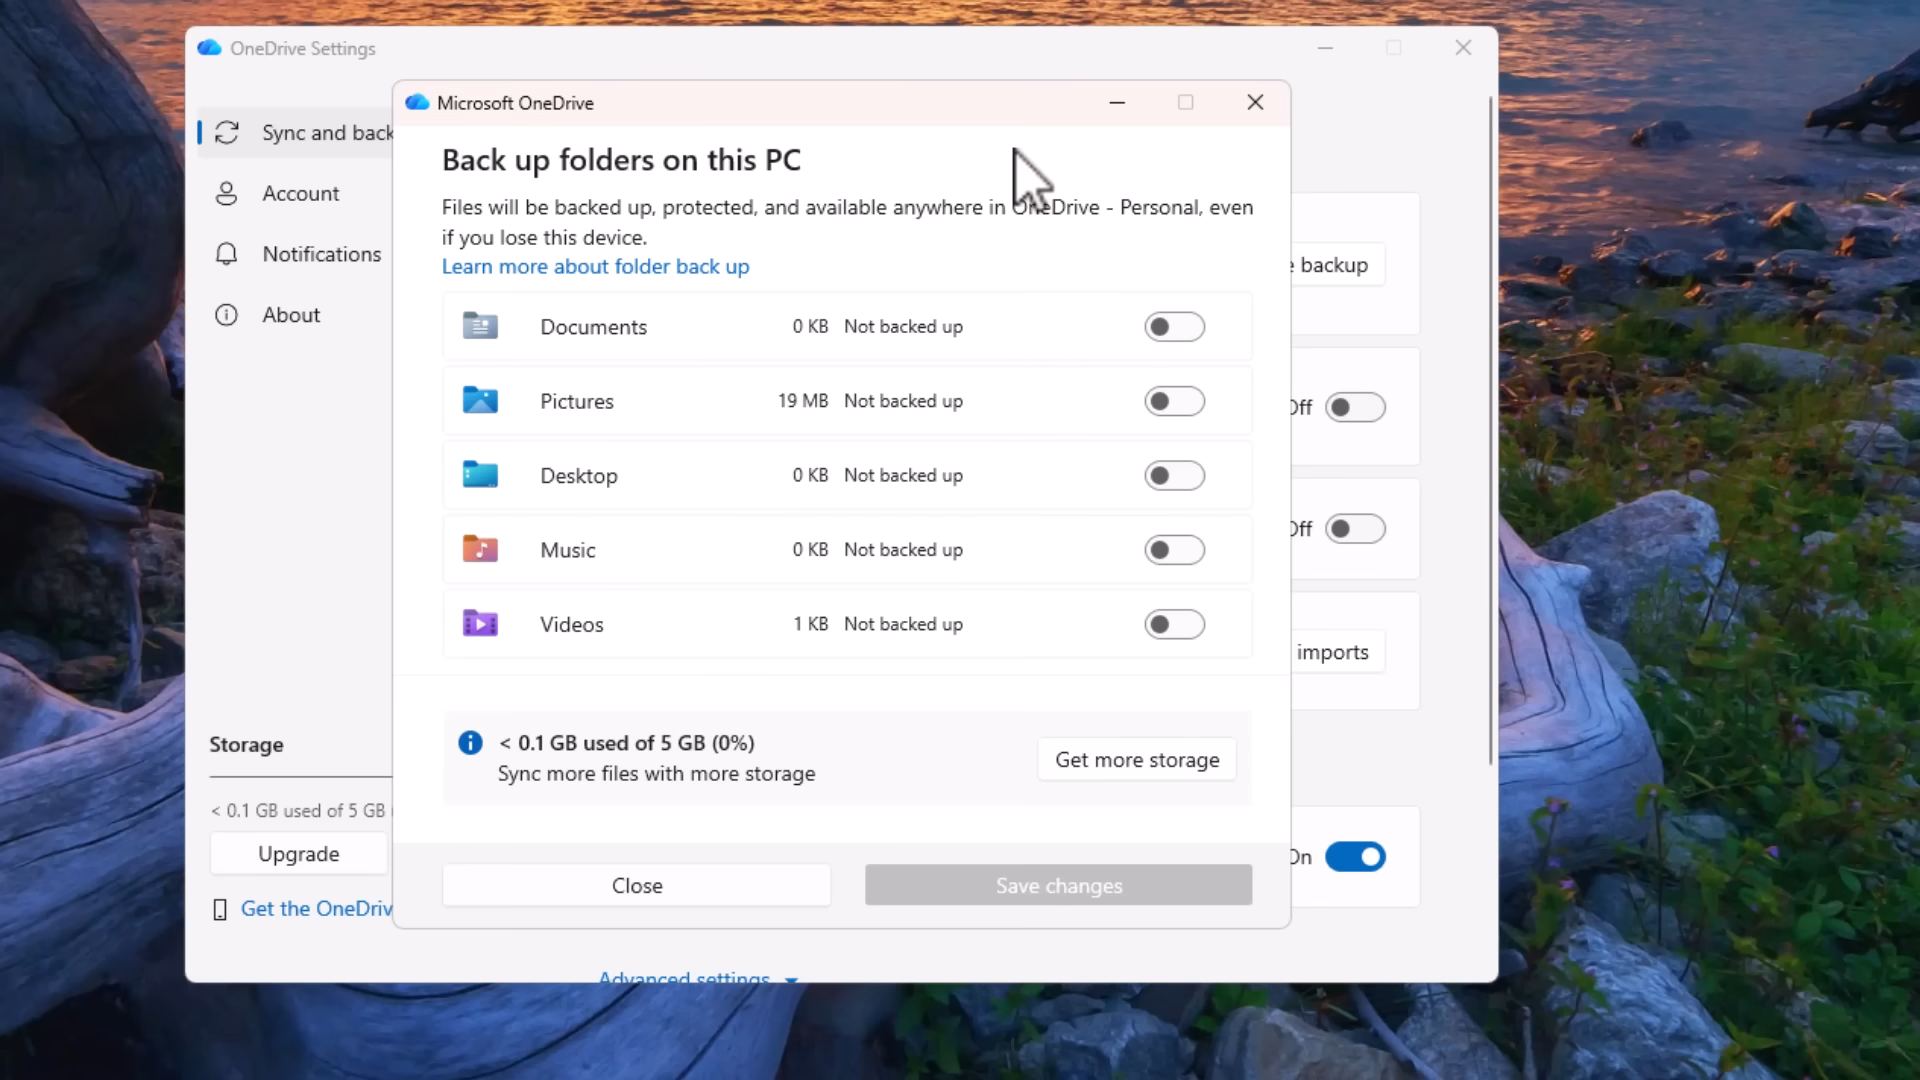 OneDrive Settings
Microsoft OneDrive
Sync and back
Account
Notifications
About
Back up folders on this PC
Files will be backed up, protected, and available anywhere in OneDrive - Personal, even
if you lose this device.
Learn more about folder back up
Documents 0 KB Not backed up
Pictures 19 MB Not backed up
Desktop 0 KB Not backed up
Music 0 KB Not backed up
Videos 1 KB Not backed up
< 0.1 GB used of 5 GB (0%)
Sync more files with more storage
Get more storage
Close
Save changes
e backup
Off
Off
imports
On
Storage
< 0.1 GB used of 5 GB
Upgrade
Get the OneDriv
Advanced settings